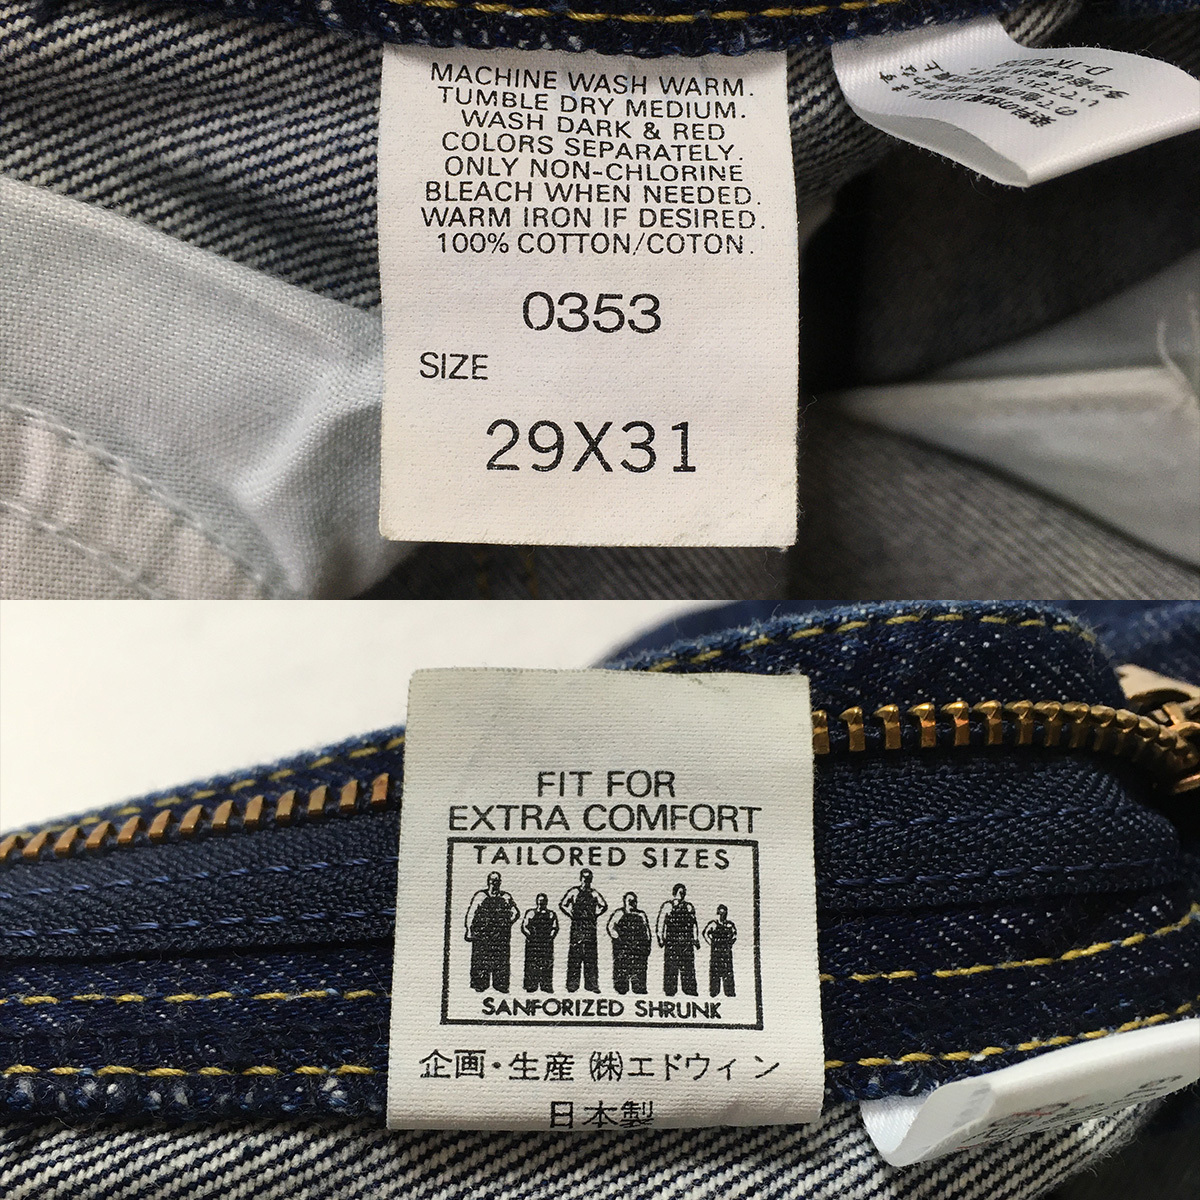 MACHINE WASH WARM.
TUMBLE DRY MEDIUM.
WASH DARK & RED
COLORS SEPARATELY.
ONLY NON-CHLORINE
BLEACH WHEN NEEDED.
WARM IRON IF DESIRED.
100% COTTON/COTON.
0353
SIZE
29X31
FIT FOR
EXTRA COMFORT
TAILORED SIZES
SANFORIZED SHRUNK
企画・生産 ㈱エドウィン
日本製